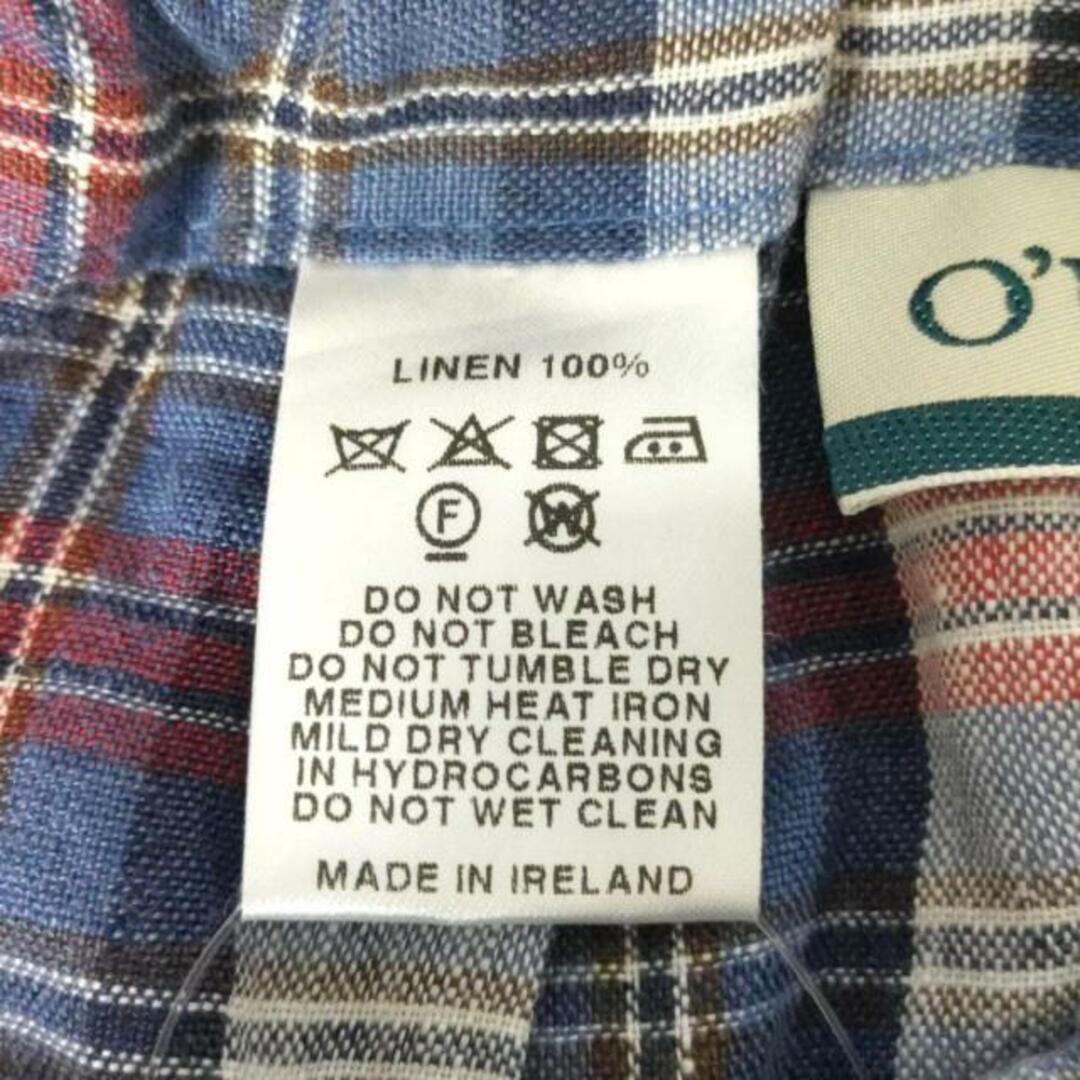 LINEN 100%
F W
DO NOT WASH
DO NOT BLEACH
DO NOT TUMBLE DRY
MEDIUM HEAT IRON
MILD DRY CLEANING
IN HYDROCARBONS
DO NOT WET CLEAN
MADE IN IRELAND
O'